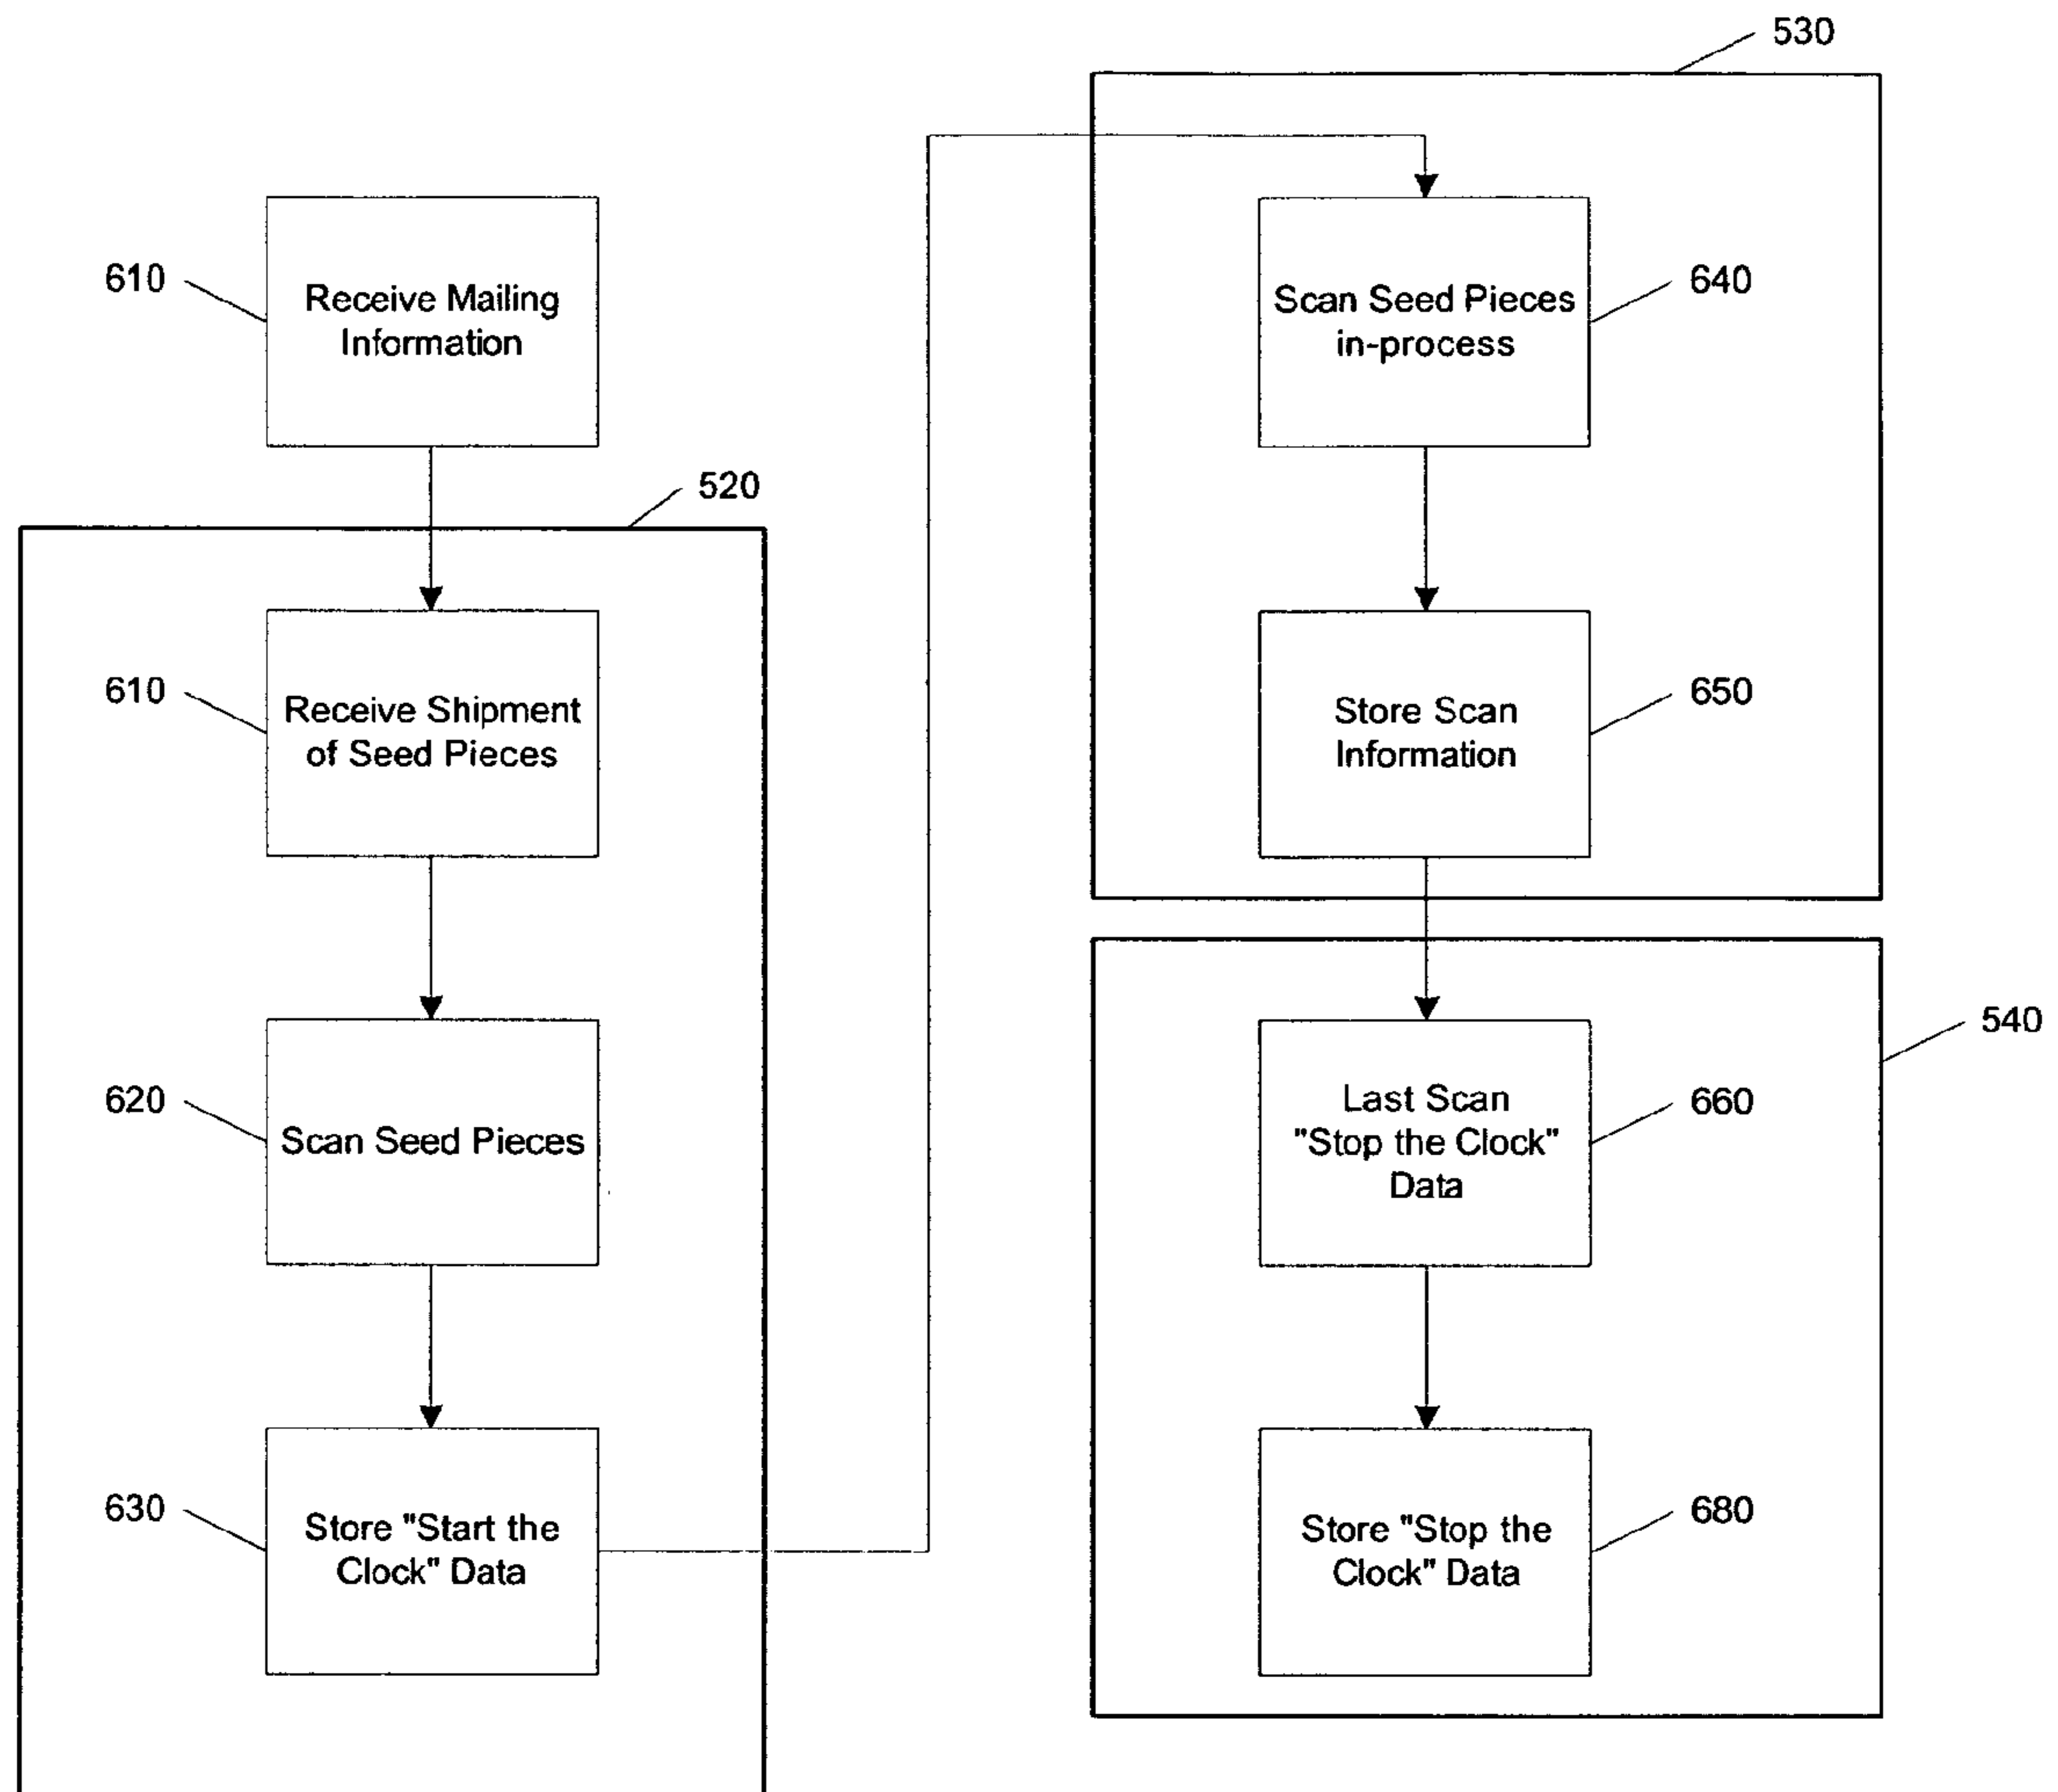 610
Receive Mailing
Information
520
610
Receive Shipment
of Seed Pieces
620
Scan Seed Pieces
630
Store "Start the
Clock" Data
530
640
Scan Seed Pieces
in-process
650
Store Scan
Information
540
660
Last Scan
"Stop the Clock"
Data
680
Store "Stop the
Clock" Data